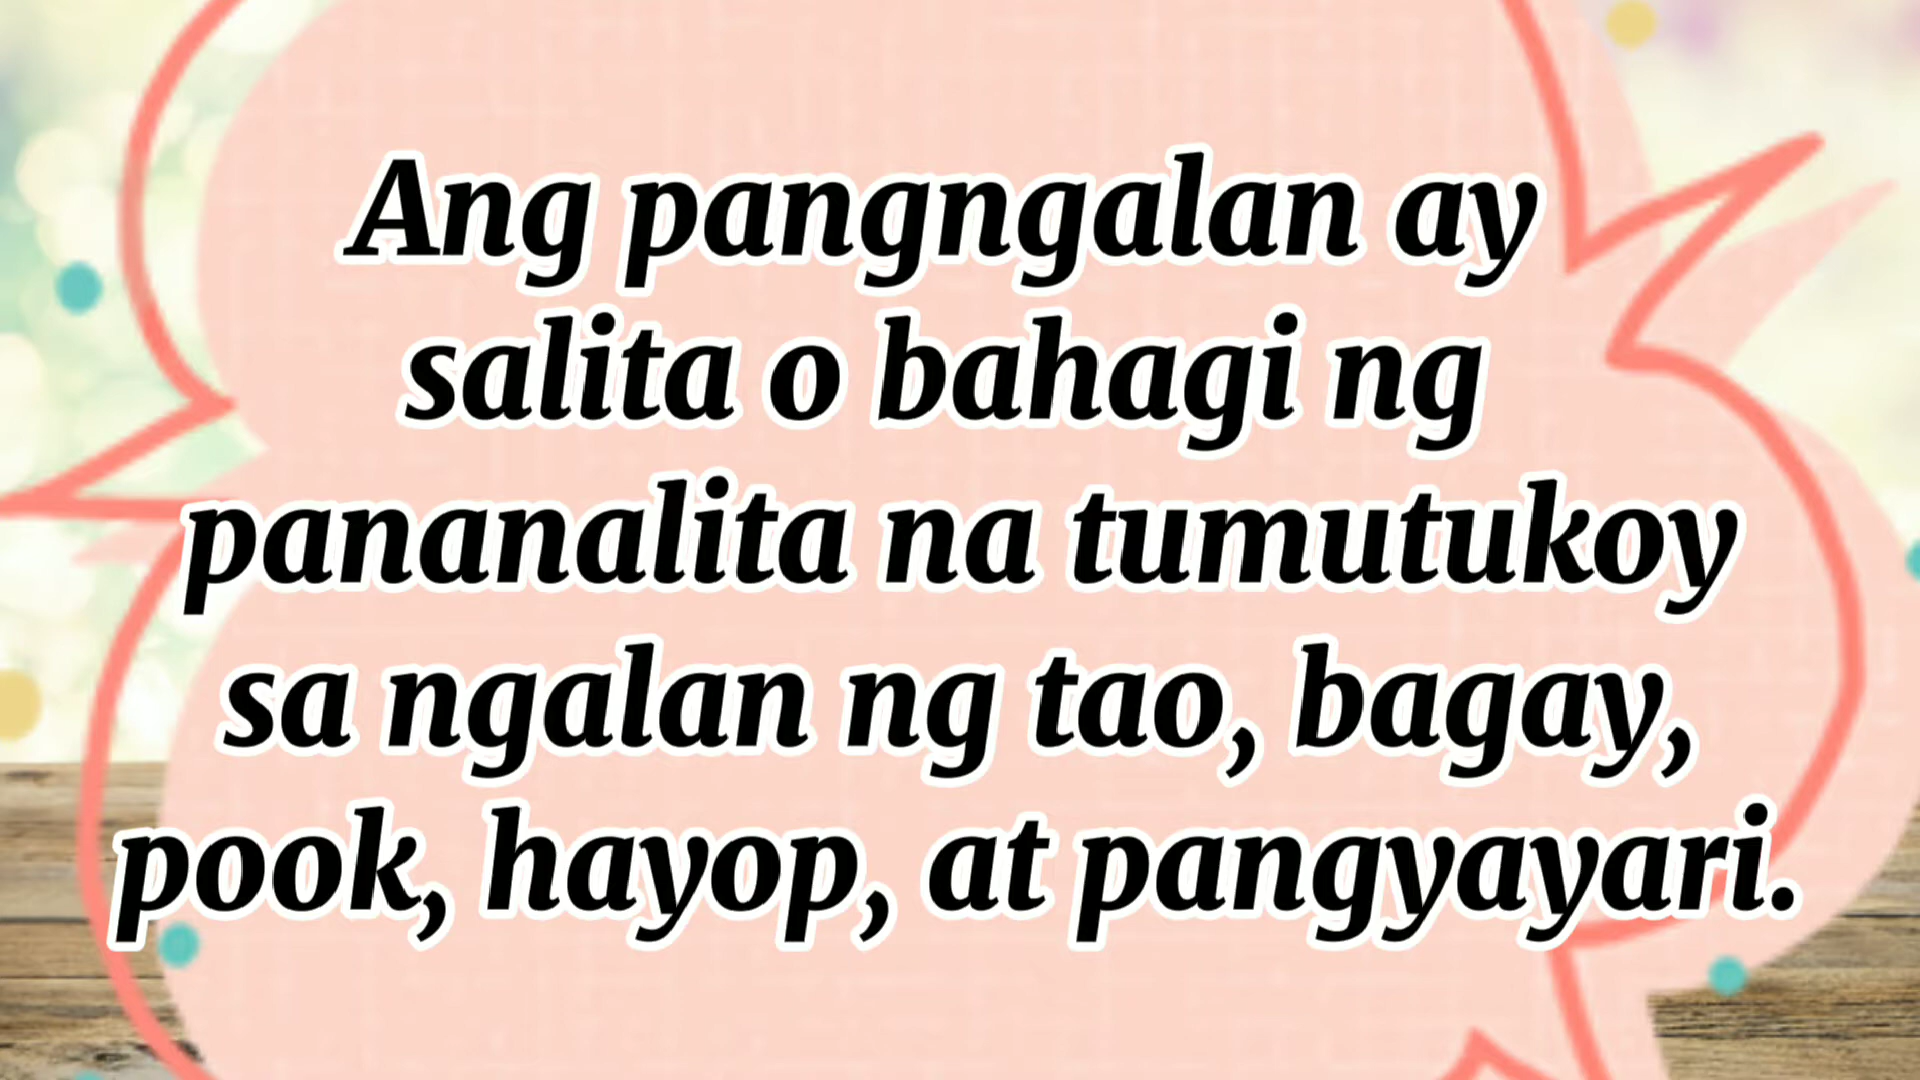 Ang pangngalan ay
salita o bahagi ng
pananalita na tumutukoy
sa ngalan ng tao, bagay,
pook, hayop, at pangyayari.